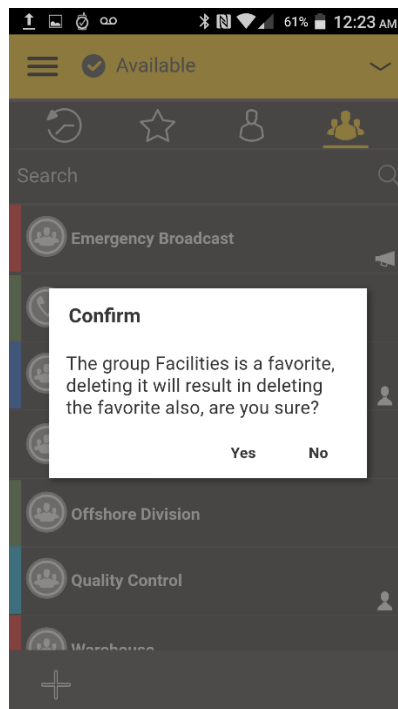 61% 12:23 AM
Available
Search
Emergency Broadcast
Confirm
The group Facilities is a favorite,
deleting it will result in deleting
the favorite also, are you sure?
Yes No
Offshore Division
Quality Control
Warehouse